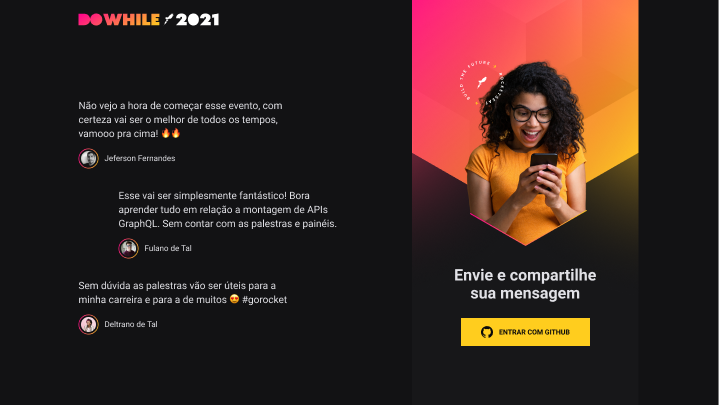 DOWHILE 2021
Não vejo a hora de começar esse evento, com
certeza vai ser o melhor de todos os tempos,
vamooo pra cima! 🔥🔥
Jeferson Fernandes
Esse vai ser simplesmente fantástico! Bora
aprender tudo em relação a montagem de APIs
GraphQL. Sem contar com as palestras e painéis.
Fulano de Tal
Sem dúvida as palestras vão ser úteis para a
minha carreira e para a de muitos 😍 #gorocket
Deltrano de Tal
BUILD THE FUTURE
Envie e compartilhe
sua mensagem
ENTRAR COM GITHUB